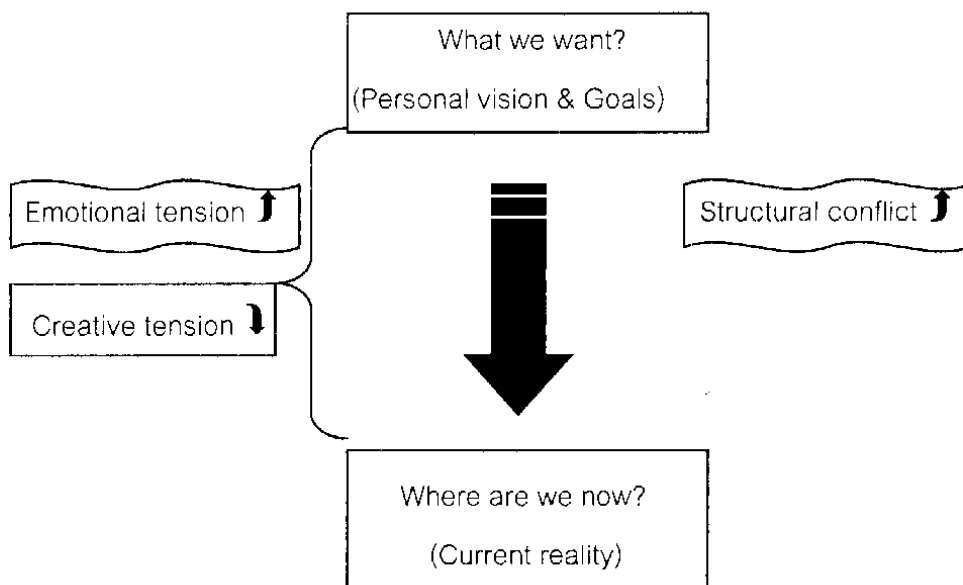 What we want?
(Personal vision & Goals)
Emotional tension
Structural conflict
Creative tension
Where are we now?
(Current reality)